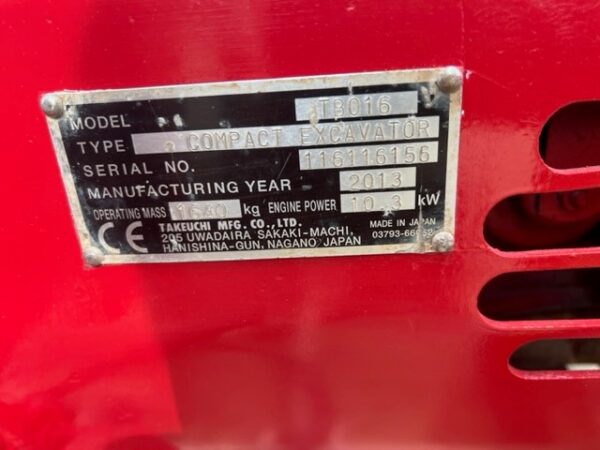 MODEL TB016
TYPE COMPACT EXCAVATOR
SERIAL NO. 116116156
MANUFACTURING YEAR 2013
OPERATING MASS kg ENGINE POWER 10.3 kW
CE TAKEUCHI MFG. CO., LTD. MADE IN JAPAN
205 UWADAIRA SAKAKI-MACHI,
HANISHINA-GUN, NAGANO JAPAN